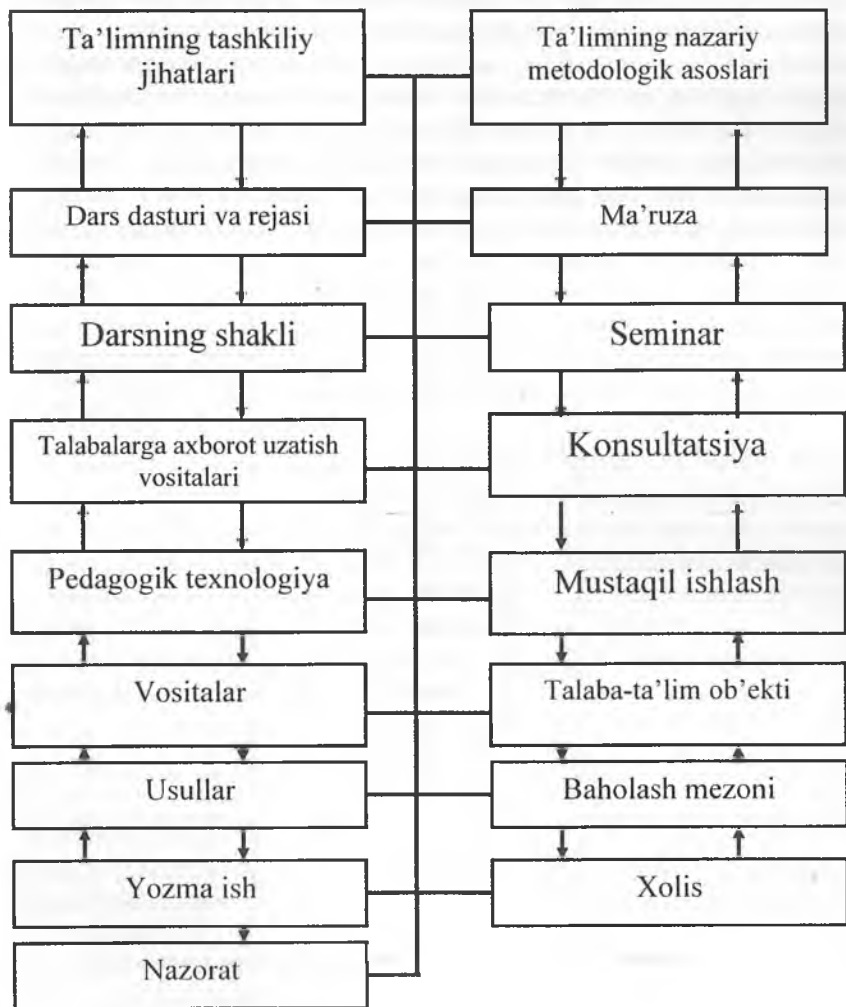 Ta’limning tashkiliy
jihatlari
Ta’limning nazariy
metodologik asoslari
Dars dasturi va rejasi
Ma’ruza
Darsning shakli
Seminar
Talabalarga axborot uzatish
vositalari
Konsultatsiya
Pedagogik texnologiya
Mustaqil ishlash
Vositalar
Talaba-ta’lim ob’ekti
Usullar
Baholash mezoni
Yozma ish
Xolis
Nazorat